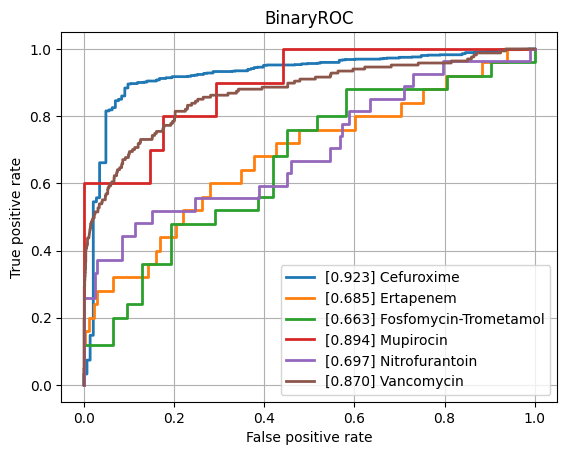 BinaryROC
True positive rate
1.0
0.8
0.6
0.4
0.2
0.0
[0.923] Cefuroxime
[0.685] Ertapenem
[0.663] Fosfomycin-Trometamol
[0.894] Mupirocin
[0.697] Nitrofurantoin
[0.870] Vancomycin
0.0 0.2 0.4 0.6 0.8 1.0
False positive rate